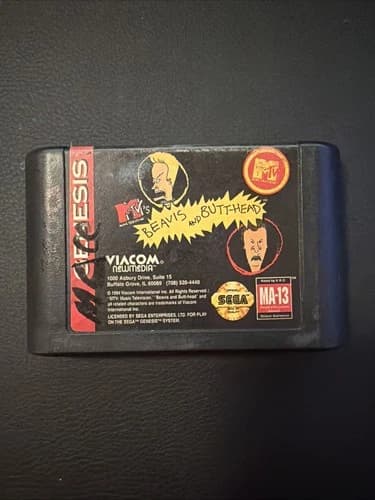 GENESIS
MTV'S
BEAVIS AND BUTT-HEAD
MTV
VIACOM
newmedia
1000 Asbury Drive, Suite 15
Buffalo Grove, IL 60089 (708) 520-4440
© 1994 Viacom International Inc. All Rights Reserved.
"MTV: Music Television," "Beavis and Butt-head" and
all related characters are trademarks of Viacom
International Inc.
LICENSED BY SEGA ENTERPRISES, LTD. FOR PLAY
ON THE SEGA™ GENESIS™ SYSTEM.
SEGA
MA-13